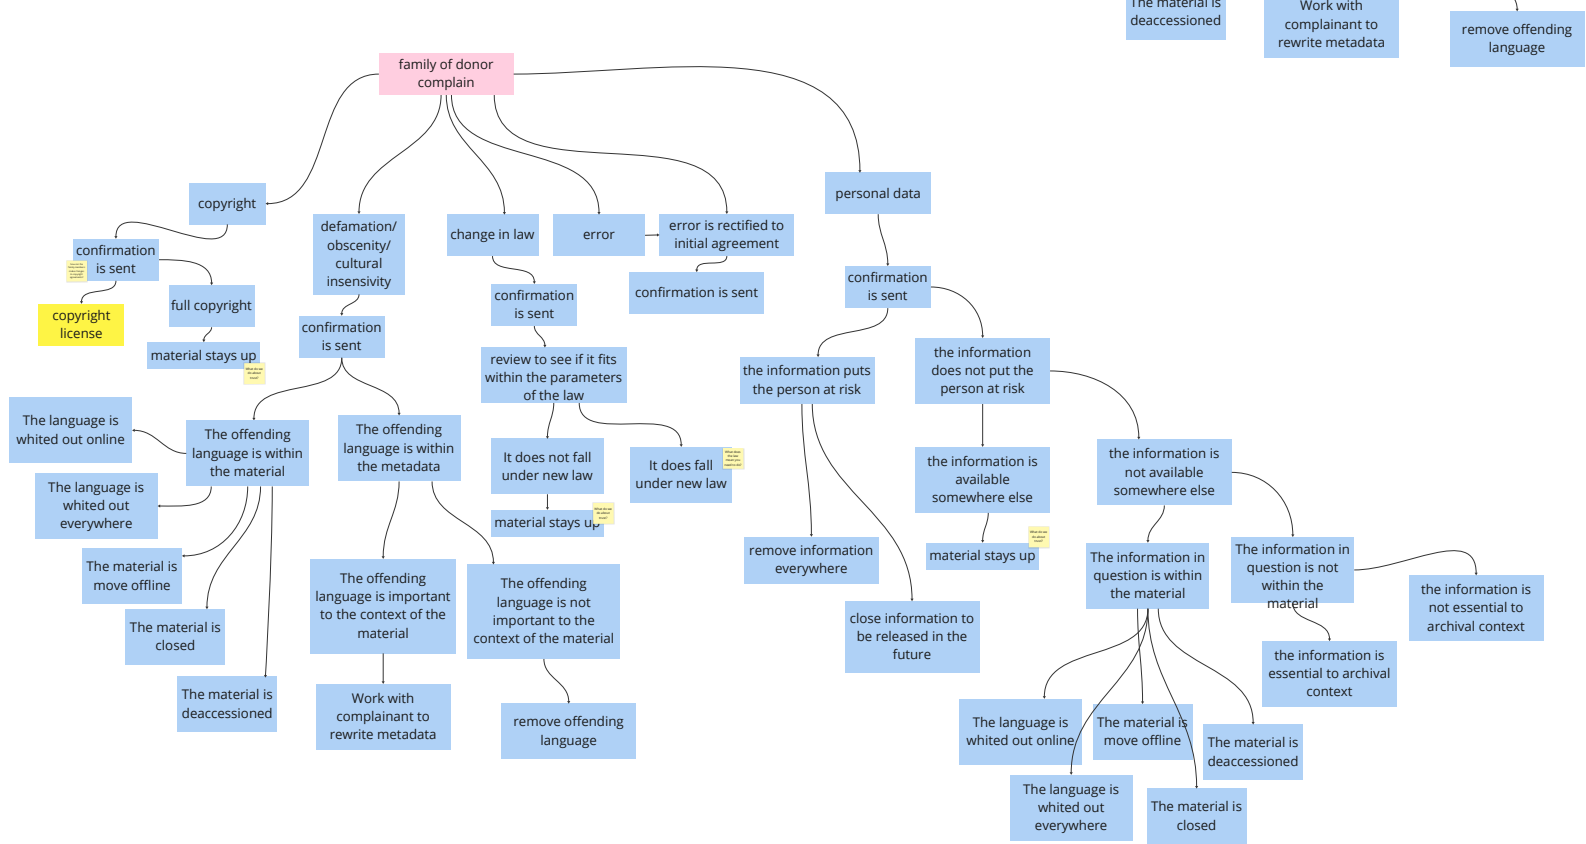 The material is
deaccessioned
Work with
complainant to
rewrite metadata
remove offending
language
family of donor
complain
copyright
confirmation
is sent
copyright
license
full copyright
material stays up
defamation/
obscenity/
cultural
insensivity
confirmation
is sent
The language is
whited out online
The offending
language is within
the material
The language is
whited out
everywhere
The material is
move offline
The material is
closed
The material is
deaccessioned
The offending
language is within
the metadata
The offending
language is important
to the context of the
material
Work with
complainant to
rewrite metadata
The offending
language is not
important to the
context of the material
remove offending
language
change in law
confirmation
is sent
review to see if it fits
within the parameters
of the law
It does not fall
under new law
material stays up
It does fall
under new law
error
error is rectified to
initial agreement
confirmation is sent
personal data
confirmation
is sent
the information puts
the person at risk
remove information
everywhere
close information to
be released in the
future
the information
does not put the
person at risk
the information is
available
somewhere else
material stays up
the information is
not available
somewhere else
The information in
question is within
the material
The language is
whited out online
The material is
move offline
The material is
deaccessioned
The language is
whited out
everywhere
The material is
closed
The information in
question is not
within the
material
the information is
essential to archival
context
the information is
not essential to
archival context